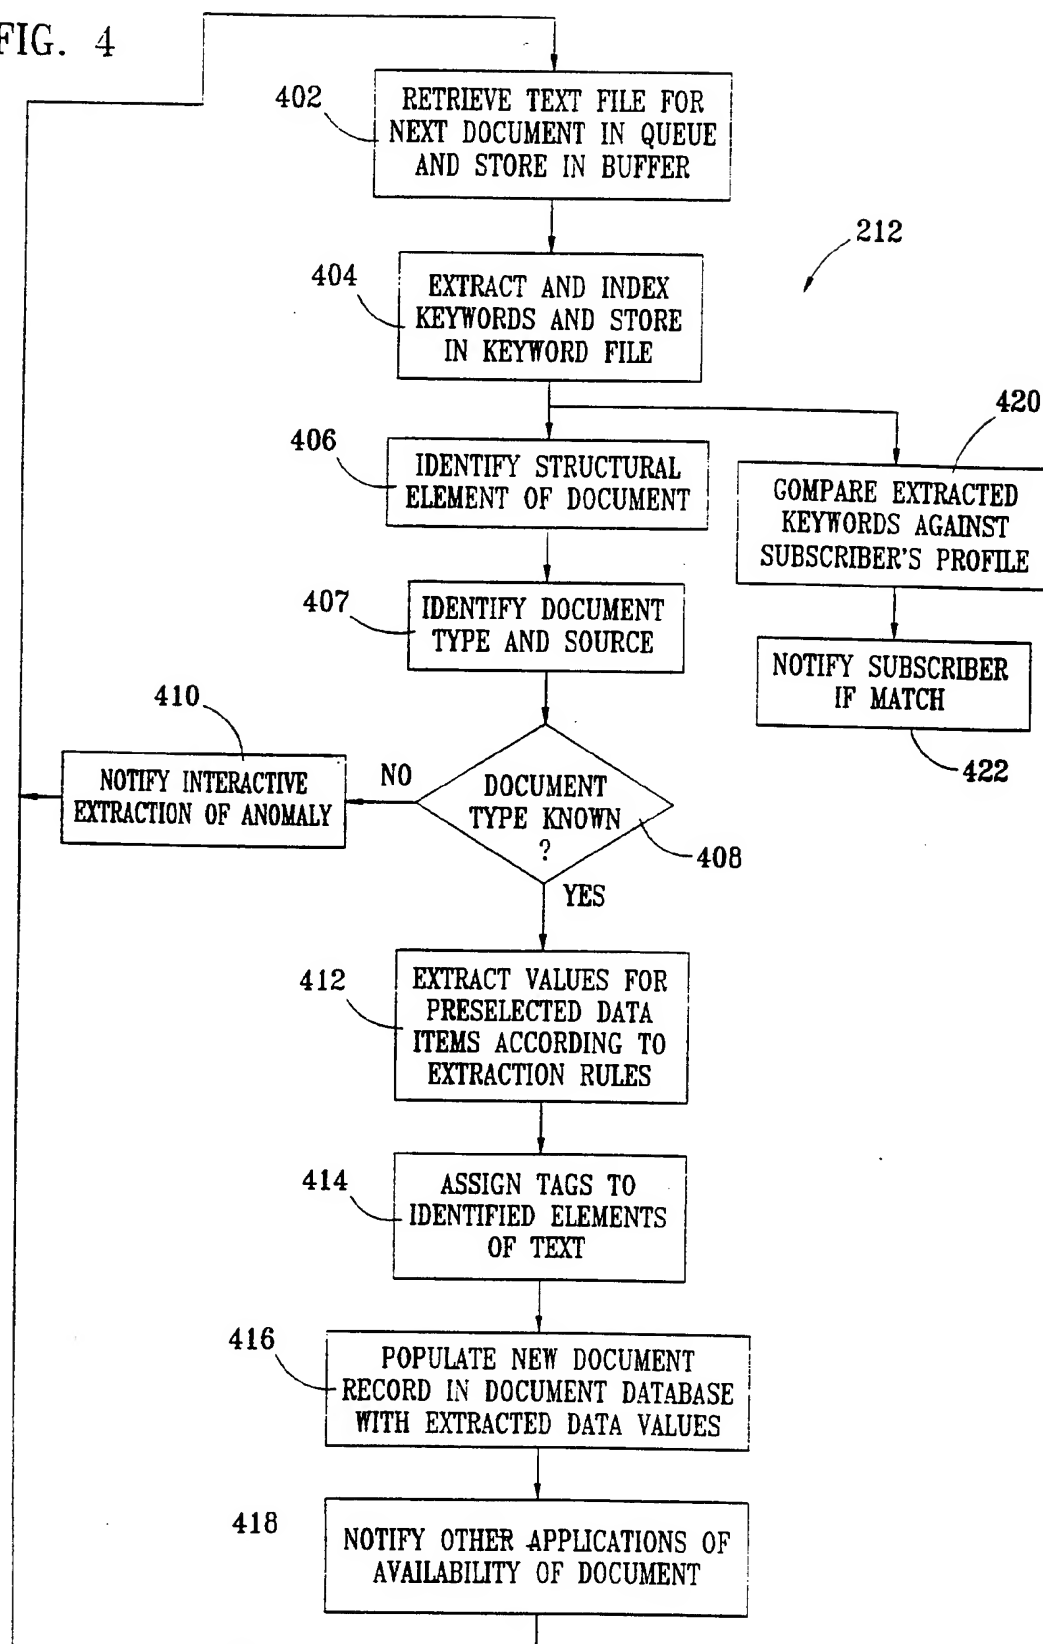 FIG. 4
402
RETRIEVE TEXT FILE FOR
NEXT DOCUMENT IN QUEUE
AND STORE IN BUFFER
212
404
EXTRACT AND INDEX
KEYWORDS AND STORE
IN KEYWORD FILE
420
406
IDENTIFY STRUCTURAL
ELEMENT OF DOCUMENT
GOMPARE EXTRACTED
KEYWORDS AGAINST
SUBSCRIBER'S PROFILE
407
IDENTIFY DOCUMENT
TYPE AND SOURCE
NOTIFY SUBSCRIBER
IF MATCH
422
410
NOTIFY INTERACTIVE
EXTRACTION OF ANOMALY
NO
DOCUMENT
TYPE KNOWN
?
408
YES
412
EXTRACT VALUES FOR
PRESELECTED DATA
ITEMS ACCORDING TO
EXTRACTION RULES
414
ASSIGN TAGS TO
IDENTIFIED ELEMENTS
OF TEXT
416
POPULATE NEW DOCUMENT
RECORD IN DOCUMENT DATABASE
WITH EXTRACTED DATA VALUES
418
NOTIFY OTHER APPLICATIONS OF
AVAILABILITY OF DOCUMENT